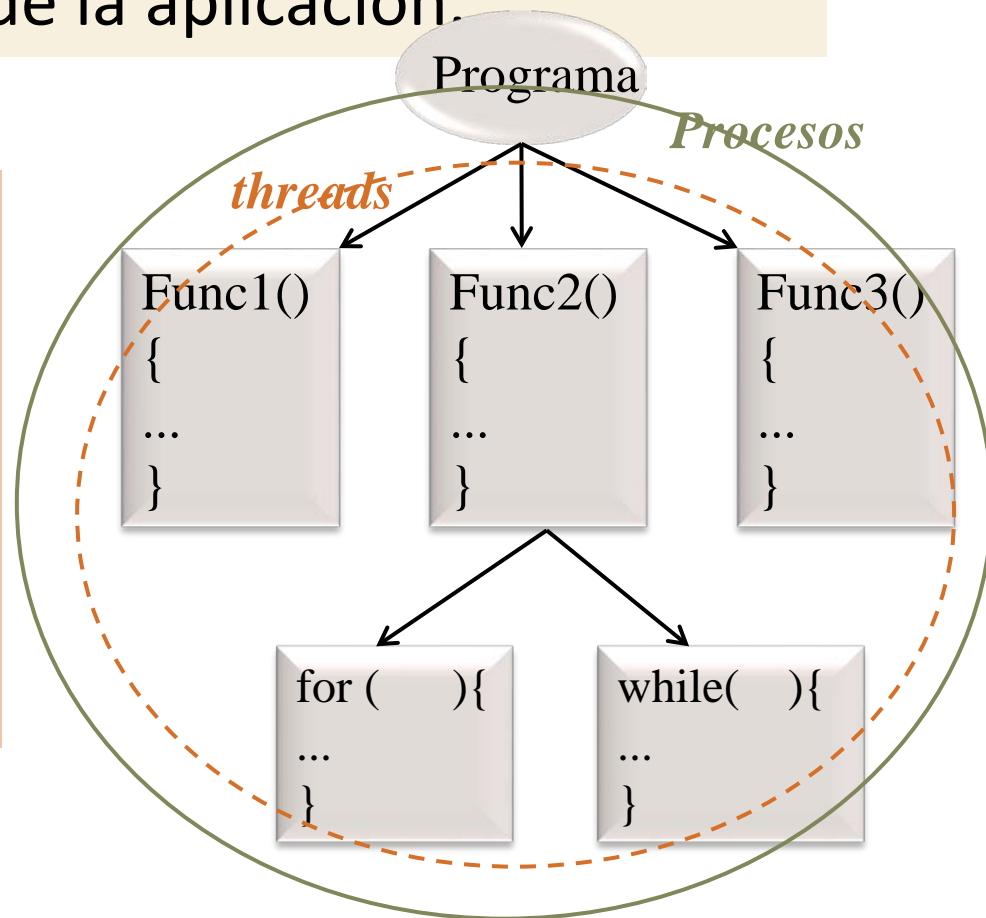 de la aplicación.
Programa
Procesos
threads
Func1()
{
...
}
Func2()
{
...
}
Func3()
{
...
}
for (    ){
...
}
while(    ){
...
}